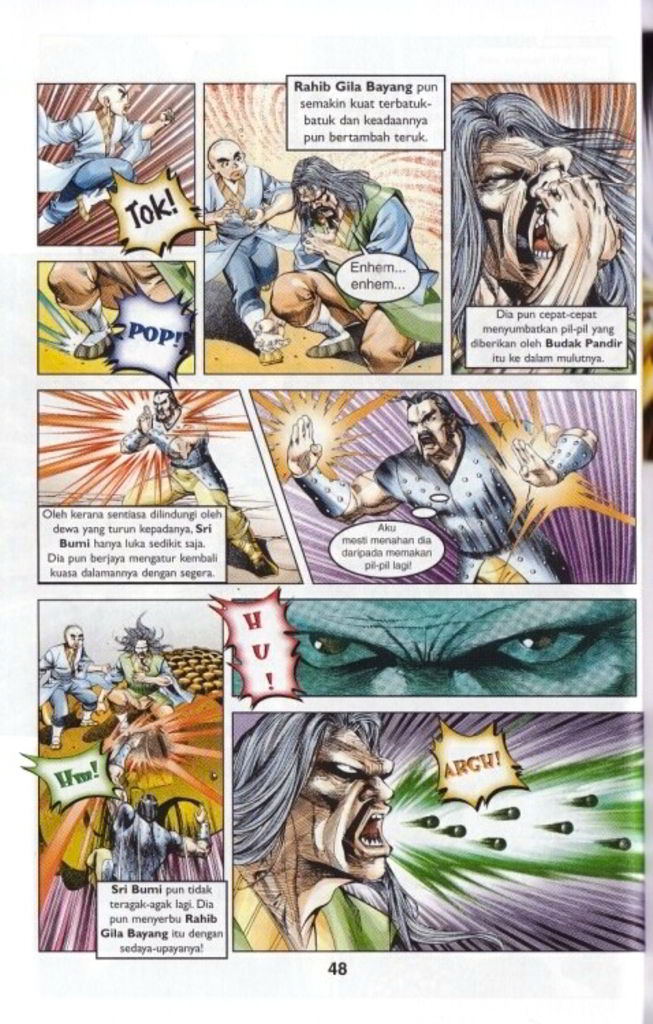 Rahib Gila Bayang pun
semakin kuat terbatuk-
batuk dan keadaannya
pun bertambah teruk.
TOK!
Enhem...
enhem...
POP!
Dia pun cepat-cepat
menyumbatkan pil-pil yang
diberikan oleh Budak Pandir
itu ke dalam mulutnya.
Oleh kerana sentiasa dilindungi oleh
dewa yang turun kepadanya, Sri
Bumi hanya luka sedikit saja.
Dia pun berjaya mengatur kembali
kuasa dalamannya dengan segera.
Aku
mesti menahan dia
daripada memakan
pil-pil lagi!
HU!
Hm!
ARGH!
Sri Bumi pun tidak
teragak-agak lagi. Dia
pun menyerbu Rahib
Gila Bayang itu dengan
sedaya-upayanya!
48